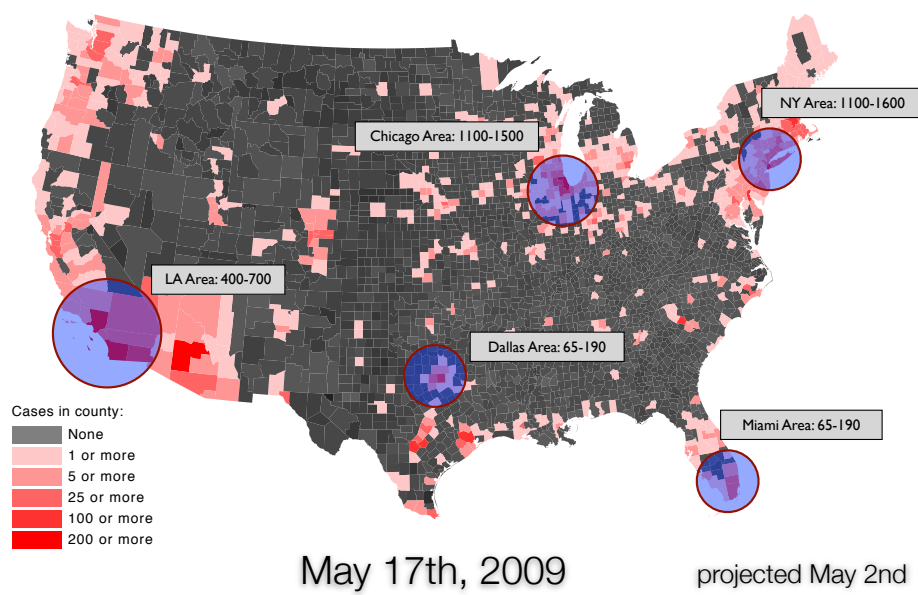 NY Area: 1100-1600
Chicago Area: 1100-1500
LA Area: 400-700
Dallas Area: 65-190
Miami Area: 65-190
Cases in county:
None
1 or more
5 or more
25 or more
100 or more
200 or more
May 17th, 2009
projected May 2nd